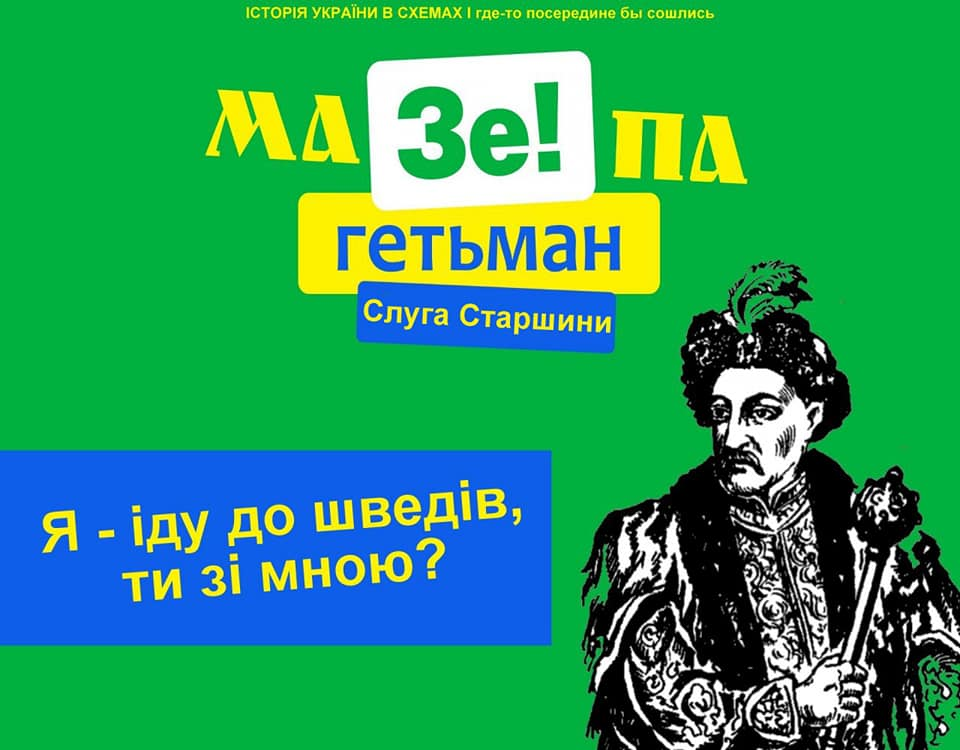 ІСТОРІЯ УКРАЇНИ В СХЕМАХ І где-то посередине бы сошлись
МА Зе! ПА
гетьман
Слуга Старшини
Я - іду до шведів,
ти зі мною?